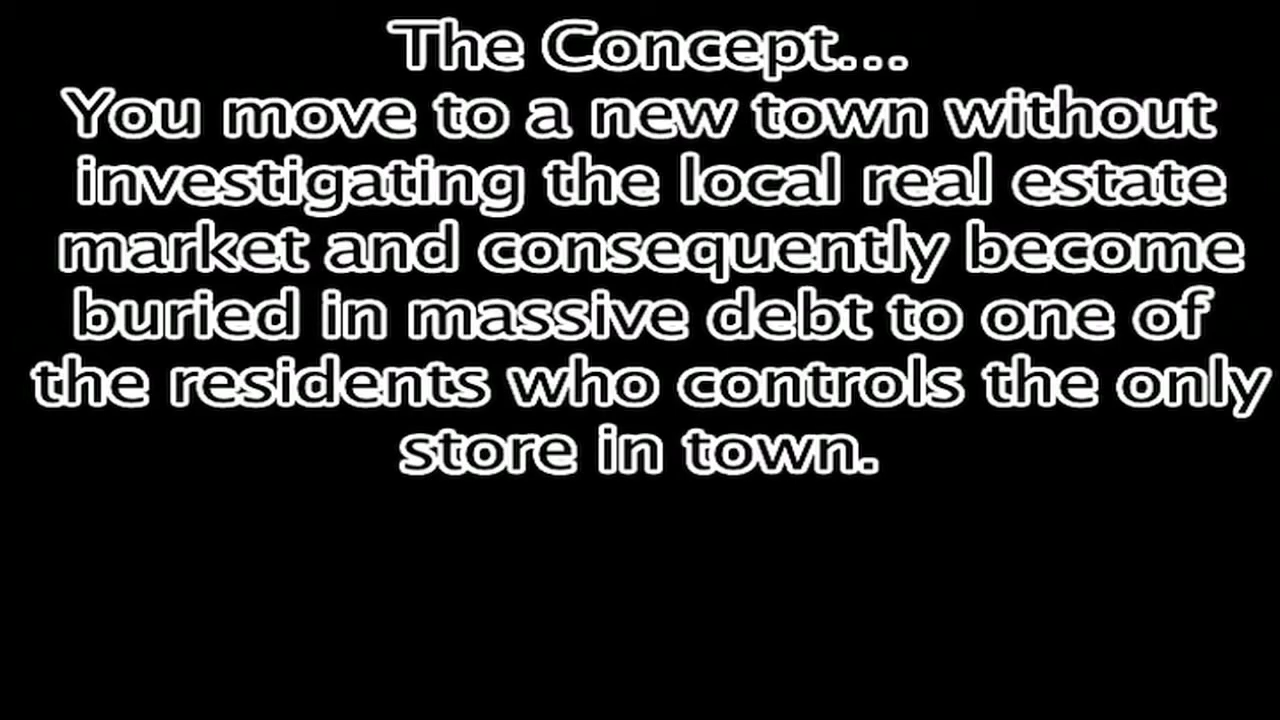 The Concept...
You move to a new town without
investigating the local real estate
market and consequently become
buried in massive debt to one of
the residents who controls the only
store in town.